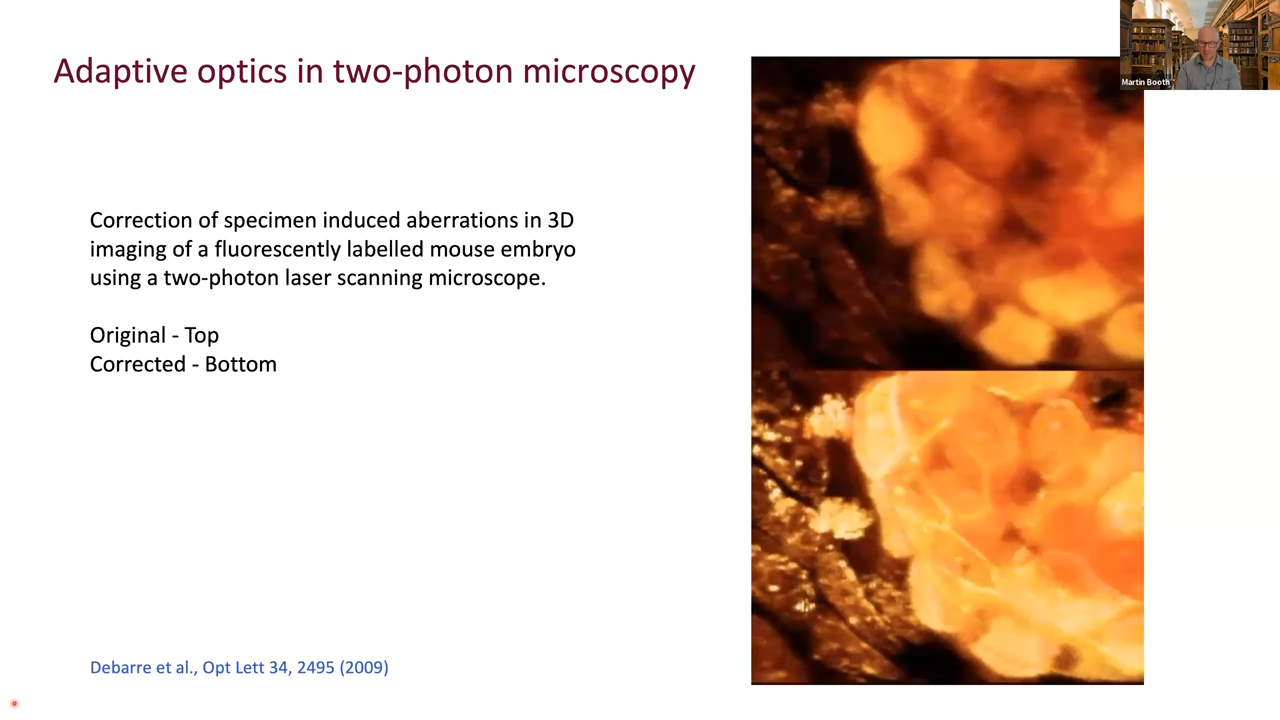 Adaptive optics in two-photon microscopy
Martin Booth
Correction of specimen induced aberrations in 3D
imaging of a fluorescently labelled mouse embryo
using a two-photon laser scanning microscope.
Original - Top
Corrected - Bottom
Debarre et al., Opt Lett 34, 2495 (2009)